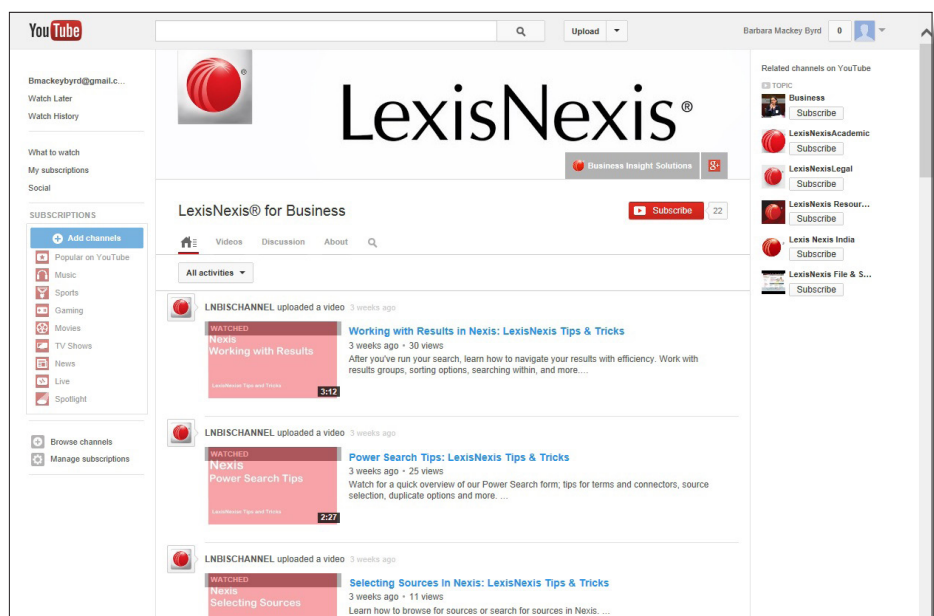 YouTube
Upload
Barbara Mackey Byrd 0
Bmackeybyrd@gmail.c...
Watch Later
Watch History
What to watch
My subscriptions
Social
SUBSCRIPTIONS
Add channels
Popular on YouTube
Music
Sports
Gaming
Movies
TV Shows
News
Live
Spotlight
Browse channels
Manage subscriptions
®
LexisNexis®
Business Insight Solutions
LexisNexis® for Business
Subscribe 22
Videos Discussion About
All activities
LNBISCHANNEL uploaded a video 3 weeks ago
WATCHED
Nexis
Working with Results
LexisNexis Tips and Tricks
3:12
Working with Results in Nexis: LexisNexis Tips & Tricks
3 weeks ago • 30 views
After you've run your search, learn how to navigate your results with efficiency. Work with
results groups, sorting options, searching within, and more....
LNBISCHANNEL uploaded a video 3 weeks ago
WATCHED
Nexis
Power Search Tips
LexisNexis Tips and Tricks
2:27
Power Search Tips: LexisNexis Tips & Tricks
3 weeks ago • 25 views
Watch for a quick overview of our Power Search form; tips for terms and connectors, source
selection, duplicate options and more. ...
LNBISCHANNEL uploaded a video 3 weeks ago
WATCHED
Nexis
Selecting Sources
Selecting Sources In Nexis: LexisNexis Tips & Tricks
3 weeks ago • 11 views
Learn how to browse for sources or search for sources in Nexis. ...
Related channels on YouTube
TOPIC
Business
Subscribe
LexisNexisAcademic
Subscribe
LexisNexisLegal
Subscribe
LexisNexis Resour...
Subscribe
Lexis Nexis India
Subscribe
LexisNexis File & S...
Subscribe